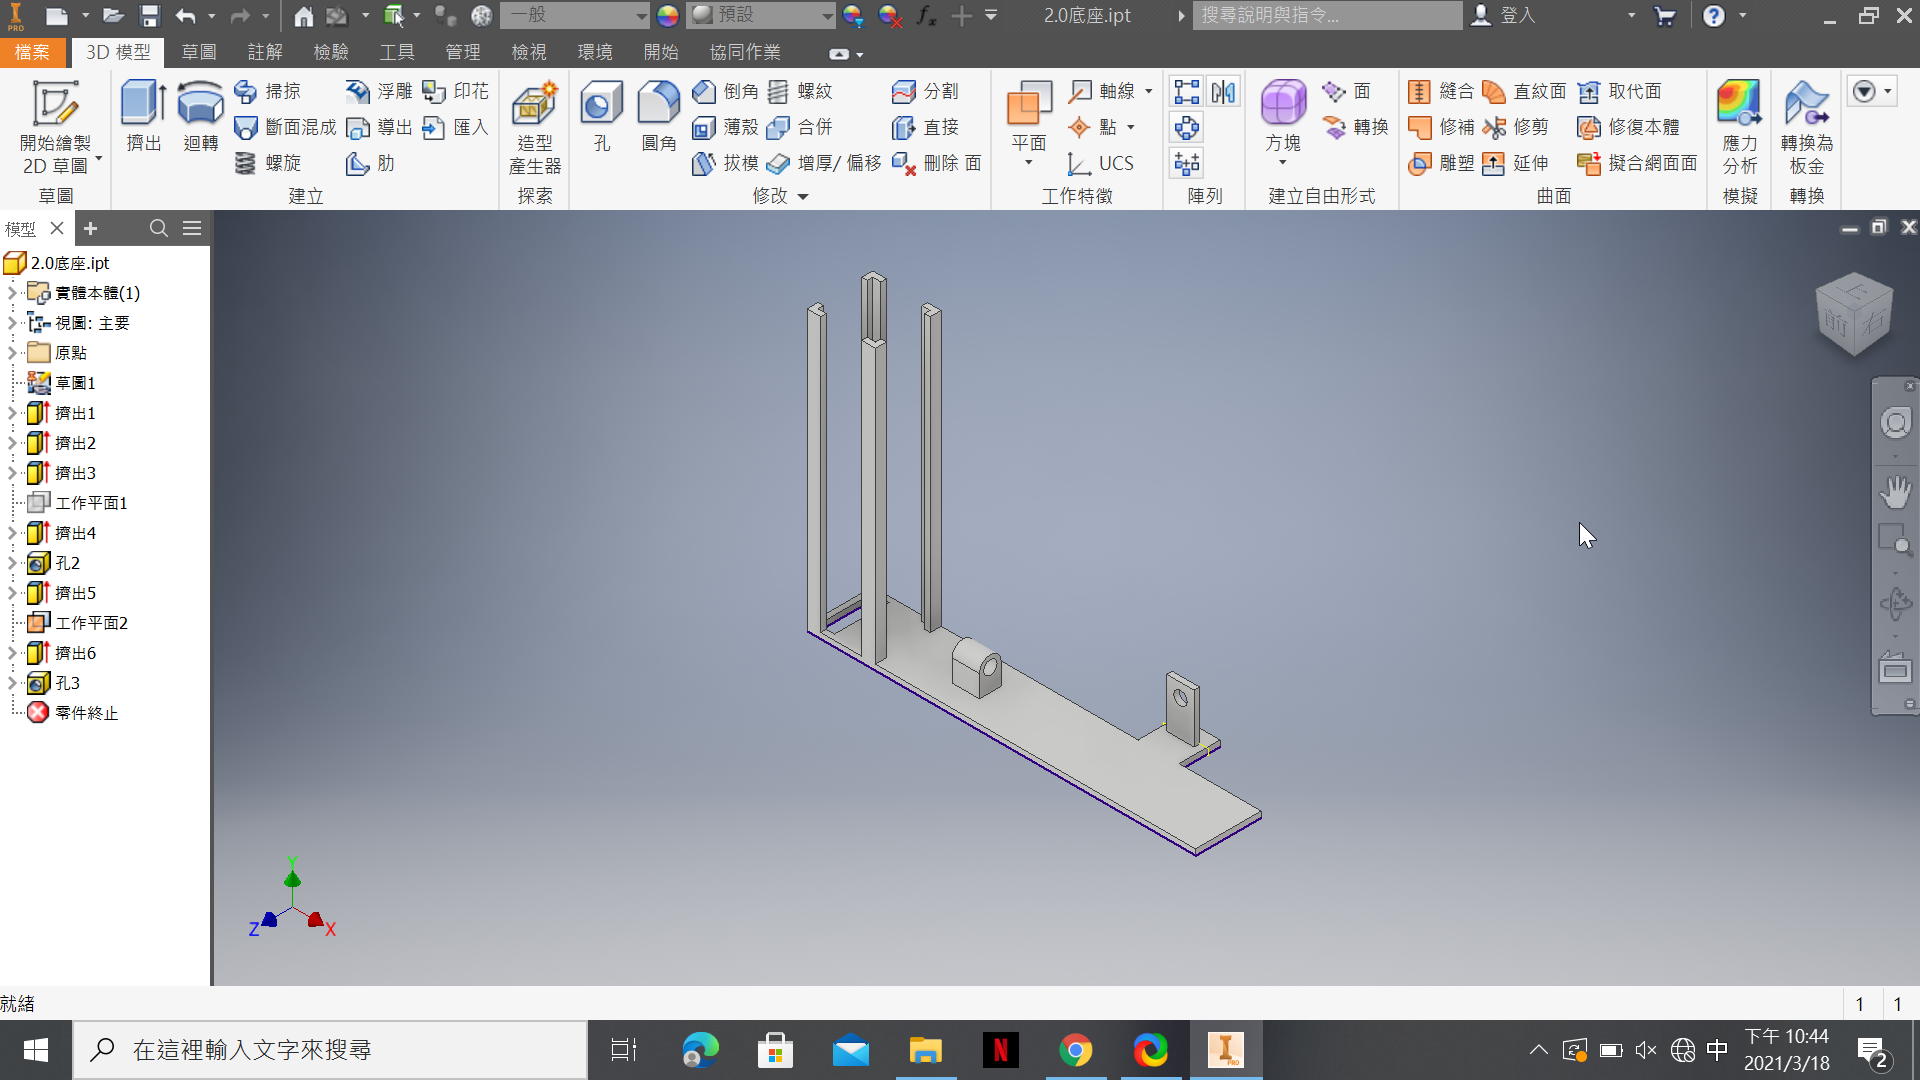 PRO 一般 預設 fx 2.0底座.ipt 搜尋說明與指令... 登入
檔案 3D 模型 草圖 註解 檢驗 工具 管理 檢視 環境 開始 協同作業
開始繪製
2D 草圖
草圖
擠出 迴轉
掃掠 浮雕 印花
斷面混成 導出 匯入
螺旋 肋
建立
造型
產生器
探索
孔 圓角
倒角 螺紋 分割
薄殼 合併 直接
拔模 增厚/ 偏移 刪除 面
修改
平面
軸線
點
UCS
工作特徵
陣列
方塊
面
轉換
建立自由形式
縫合 直紋面 取代面
修補 修剪 修復本體
雕塑 延伸 擬合網面面
曲面
應力
分析
模擬
轉換為
板金
轉換
模型
2.0底座.ipt
實體本體(1)
視圖: 主要
原點
草圖1
擠出1
擠出2
擠出3
工作平面1
擠出4
孔2
擠出5
工作平面2
擠出6
孔3
零件終止
上
前 右
Y
Z X
就緒 1 1
在這裡輸入文字來搜尋
N
PRO
中
下午 10:44
2021/3/18
2